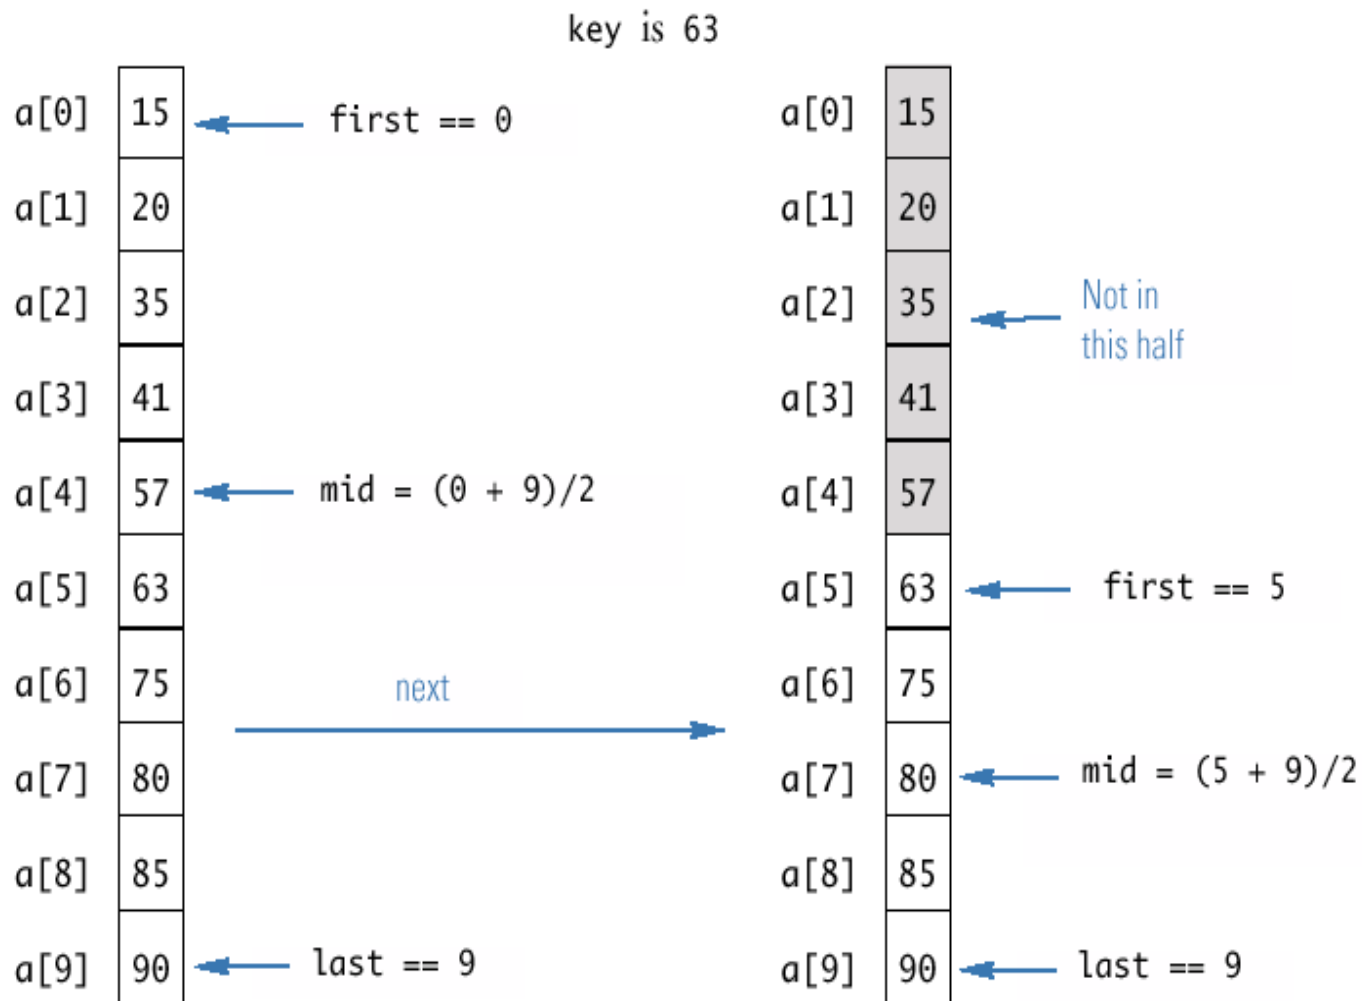 key is 63
a[0] 15 first == 0
a[1] 20
a[2] 35
a[3] 41
a[4] 57 mid = (0 + 9)/2
a[5] 63
a[6] 75
a[7] 80
a[8] 85
a[9] 90 last == 9
next
a[0] 15
a[1] 20
a[2] 35
Not in
this half
a[3] 41
a[4] 57
a[5] 63 first == 5
a[6] 75
a[7] 80 mid = (5 + 9)/2
a[8] 85
a[9] 90 last == 9